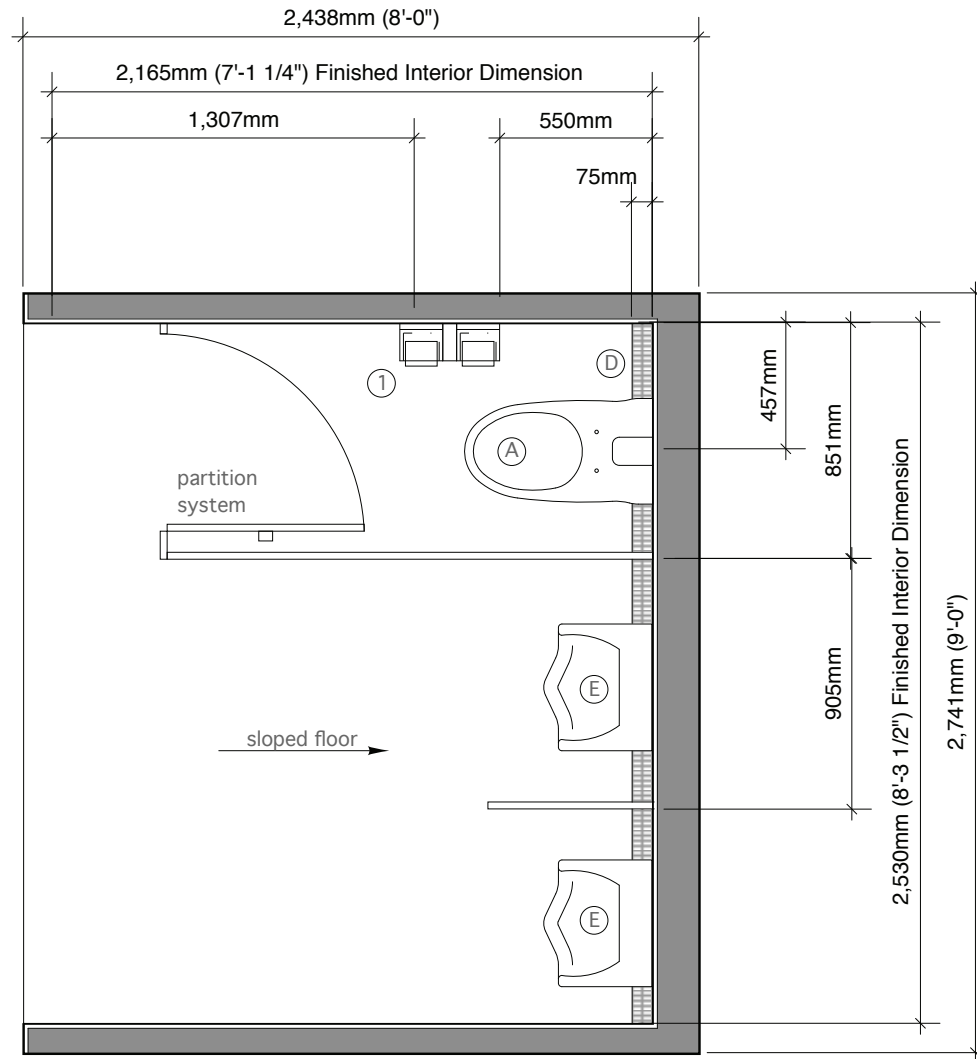 2,438mm (8'-0")
2,165mm (7'-1 1/4") Finished Interior Dimension
1,307mm
550mm
75mm
D
1
457mm
851mm
A
partition
system
2,530mm (8'-3 1/2") Finished Interior Dimension
2,741mm (9'-0")
E
905mm
sloped floor
E